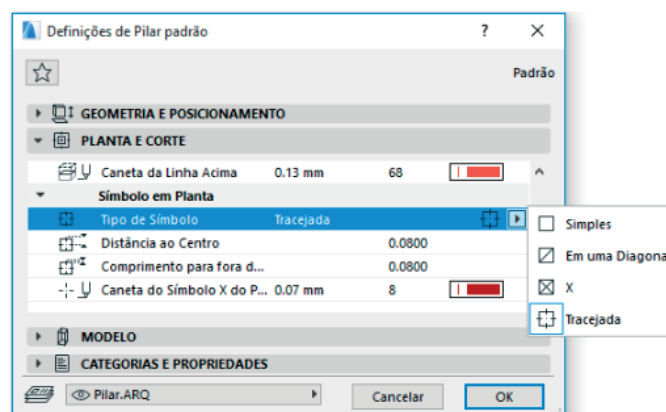 Definições de Pilar padrão ? ×
Padrão
GEOMETRIA E POSICIONAMENTO
PLANTA E CORTE
Caneta da Linha Acima 0.13 mm 68
Símbolo em Planta
Tipo de Símbolo Tracejada
Distância ao Centro 0.0800
Comprimento para fora d... 0.0800
Caneta do Símbolo X do P... 0.07 mm 8
Simples
Em uma Diagona
X
Tracejada
MODELO
CATEGORIAS E PROPRIEDADES
Pilar.ARQ Cancelar OK